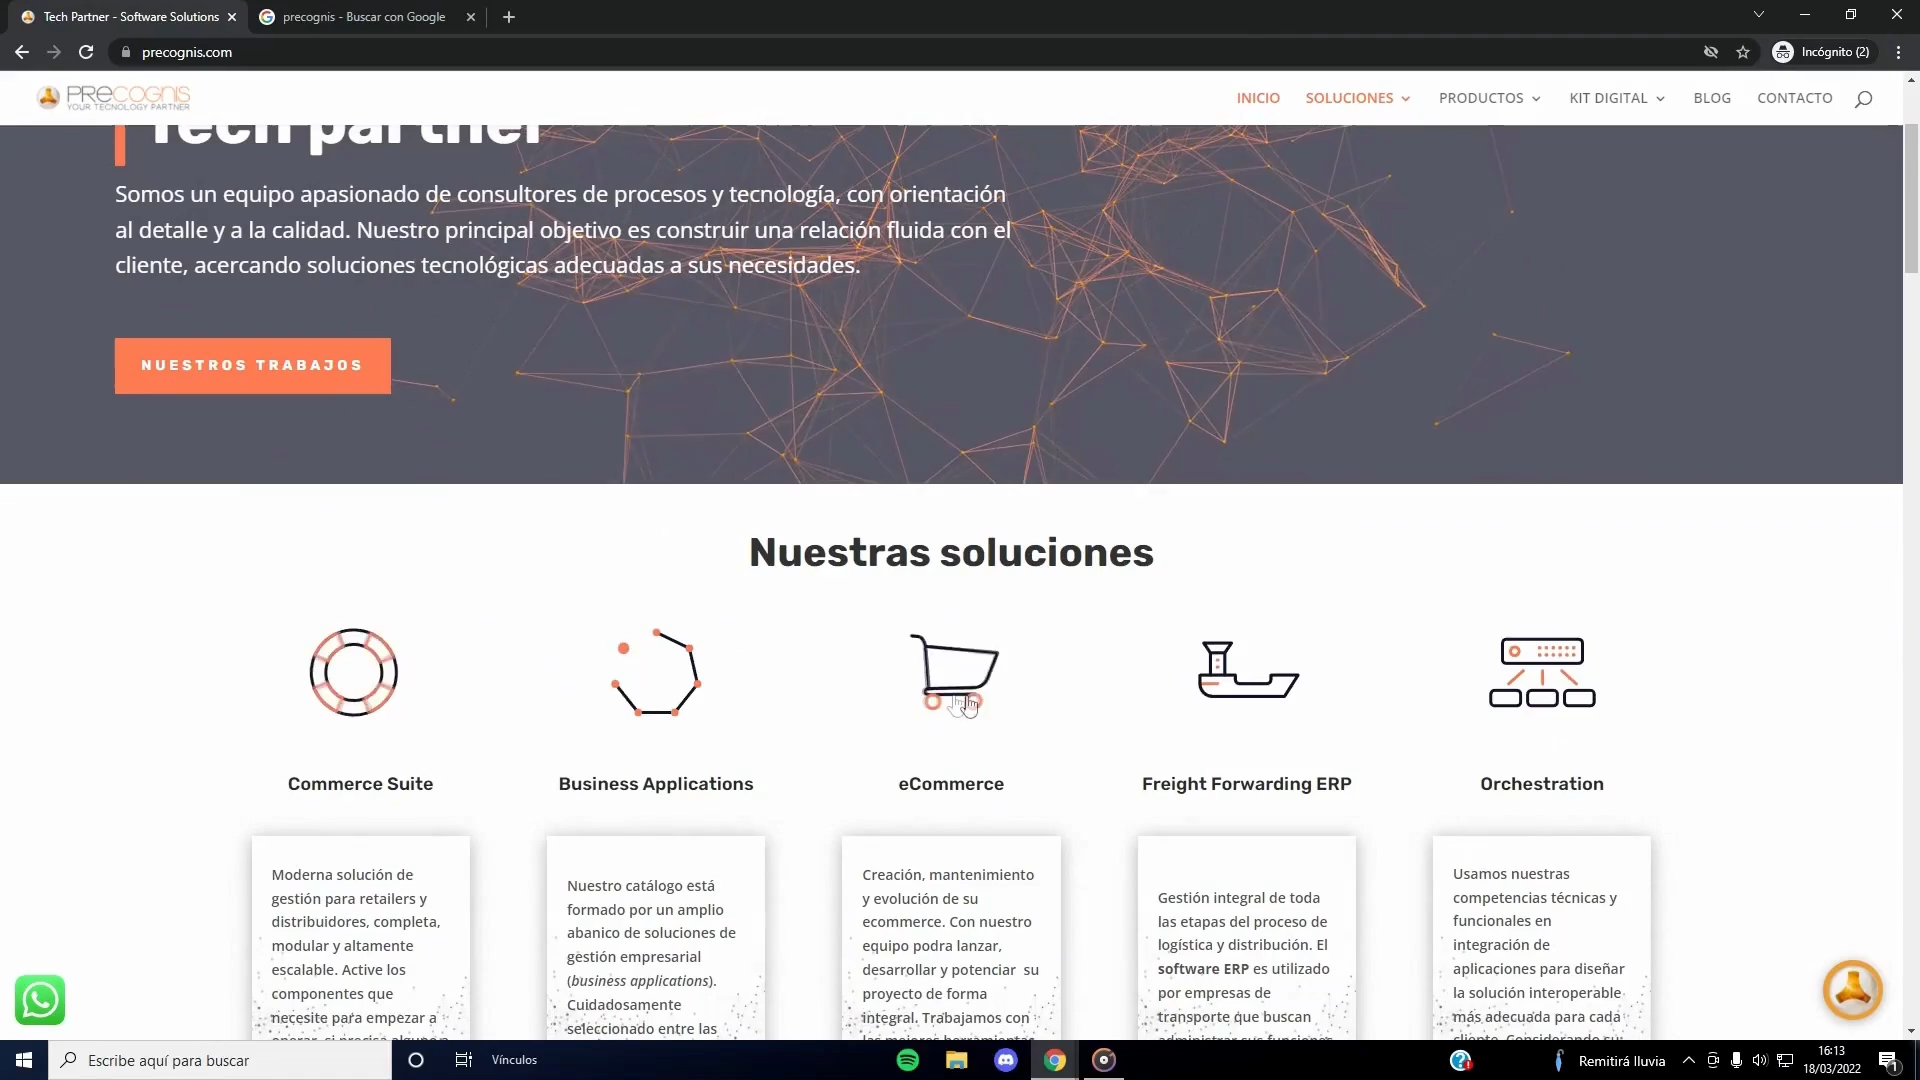 Tech Partner - Software Solutions
precognis - Buscar con Google
precognis.com
Incógnito (2)
PRECOGNIS
YOUR TECNOLOGY PARTNER
INICIO
SOLUCIONES
PRODUCTOS
KIT DIGITAL
BLOG
CONTACTO
Tech partner
Somos un equipo apasionado de consultores de procesos y tecnología, con orientación
al detalle y a la calidad. Nuestro principal objetivo es construir una relación fluida con el
cliente, acercando soluciones tecnológicas adecuadas a sus necesidades.
NUESTROS TRABAJOS
Nuestras soluciones
Commerce Suite
Moderna solución de
gestión para retailers y
distribuidores, completa,
modular y altamente
escalable. Active los
componentes que
necesite para empezar a
Business Applications
Nuestro catálogo está
formado por un amplio
abanico de soluciones de
gestión empresarial
(business applications).
Cuidadosamente
seleccionado entre las
eCommerce
Creación, mantenimiento
y evolución de su
ecommerce. Con nuestro
equipo podra lanzar,
desarrollar y potenciar su
proyecto de forma
integral. Trabajamos con
las mejores herramientas
Freight Forwarding ERP
Gestión integral de toda
las etapas del proceso de
logística y distribución. El
software ERP es utilizado
por empresas de
transporte que buscan
administrar sus funciones
Orchestration
Usamos nuestras
competencias técnicas y
funcionales en
integración de
aplicaciones para diseñar
la solución interoperable
más adecuada para cada
cliente. Considerando su
Escribe aquí para buscar
Vínculos
Remitirá lluvia
16:13
18/03/2022
1